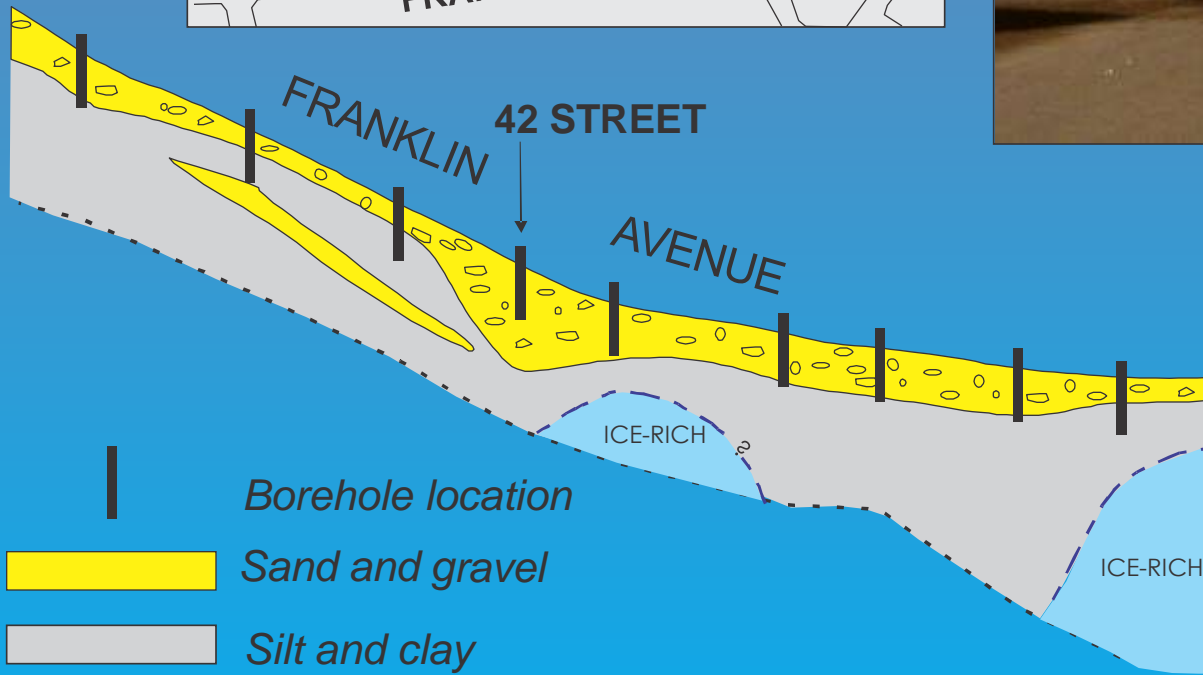 FRANKLIN
42 STREET
AVENUE
ICE-RICH
?
ICE-RICH
Borehole location
Sand and gravel
Silt and clay